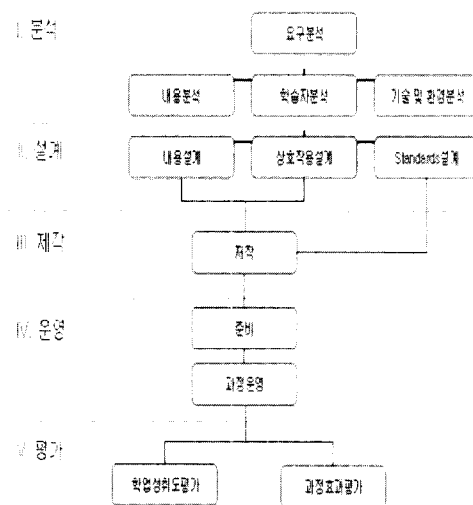 I. 분석
요구분석
내용분석 학습자분석 기술 및 환경분석
II. 설계
내용설계 상호작용설계 Standards설계
III. 제작
제작
IV. 운영
준비
과정운영
V. 평가
학업성취도평가 과정효과평가